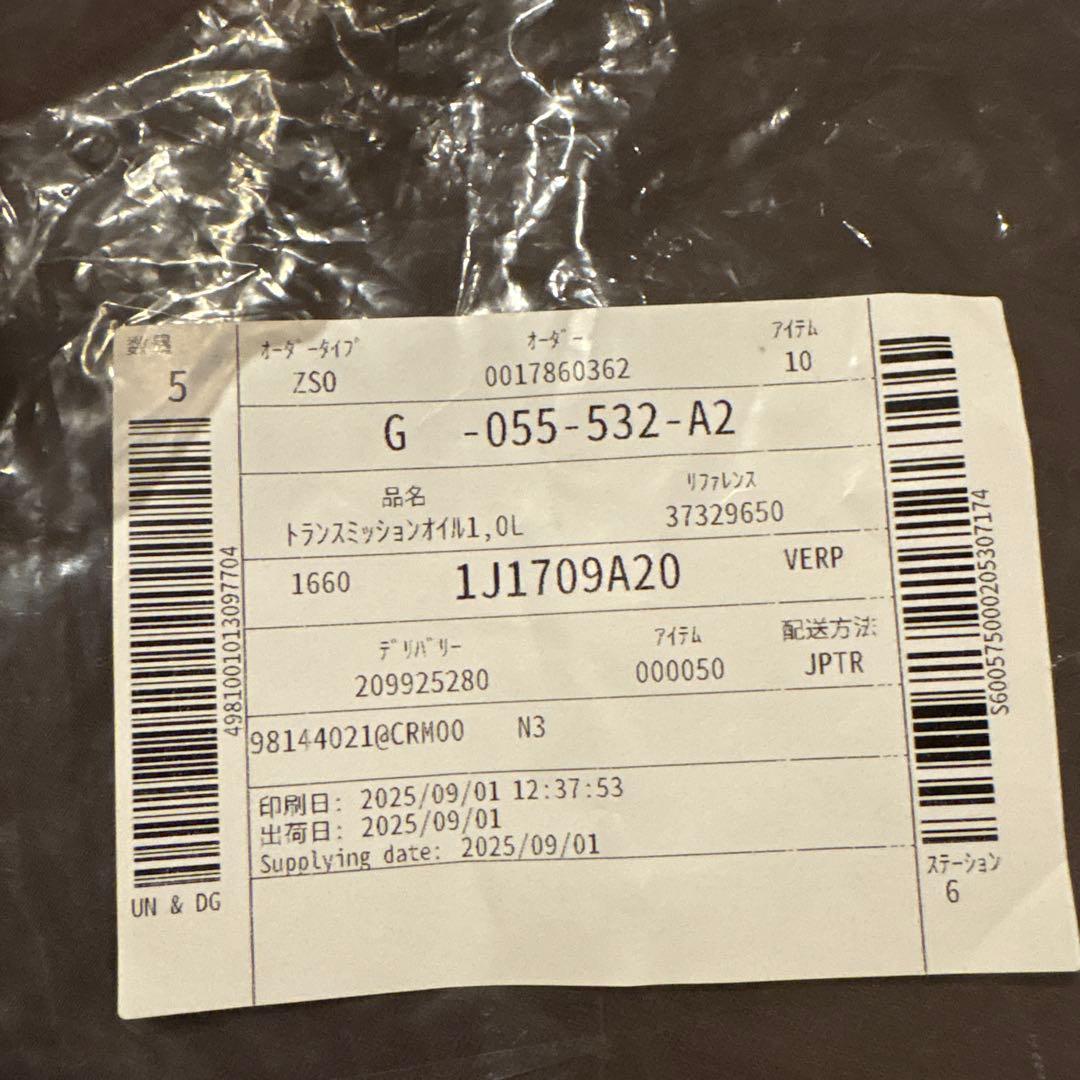 数量
5
オーダータイプ オーダー アイテム
ZSO 0017860362 10
G -055-532-A2
品名 リファレンス
トランスミッションオイル1,0L 37329650
1660 1J1709A20 VERP
デリバリー アイテム 配送方法
209925280 000050 JPTR
98144021@CRM00 N3
印刷日: 2025/09/01 12:37:53
出荷日: 2025/09/01
Supplying date: 2025/09/01
4981001013097704
UN & DG
S6005750002205307174
ステーション
6